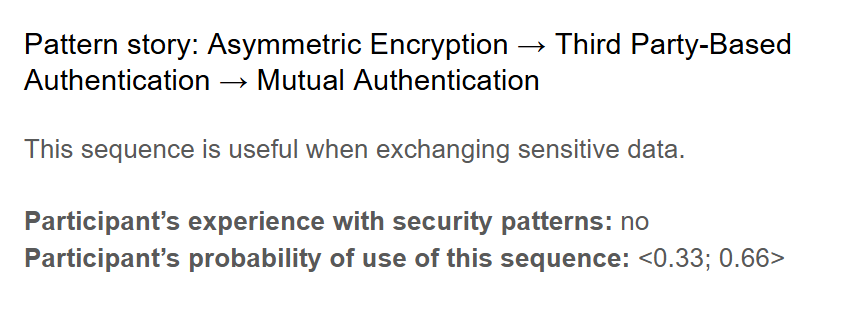 Pattern story: Asymmetric Encryption → Third Party-Based
Authentication → Mutual Authentication
This sequence is useful when exchanging sensitive data.
Participant’s experience with security patterns: no
Participant’s probability of use of this sequence: <0.33; 0.66>